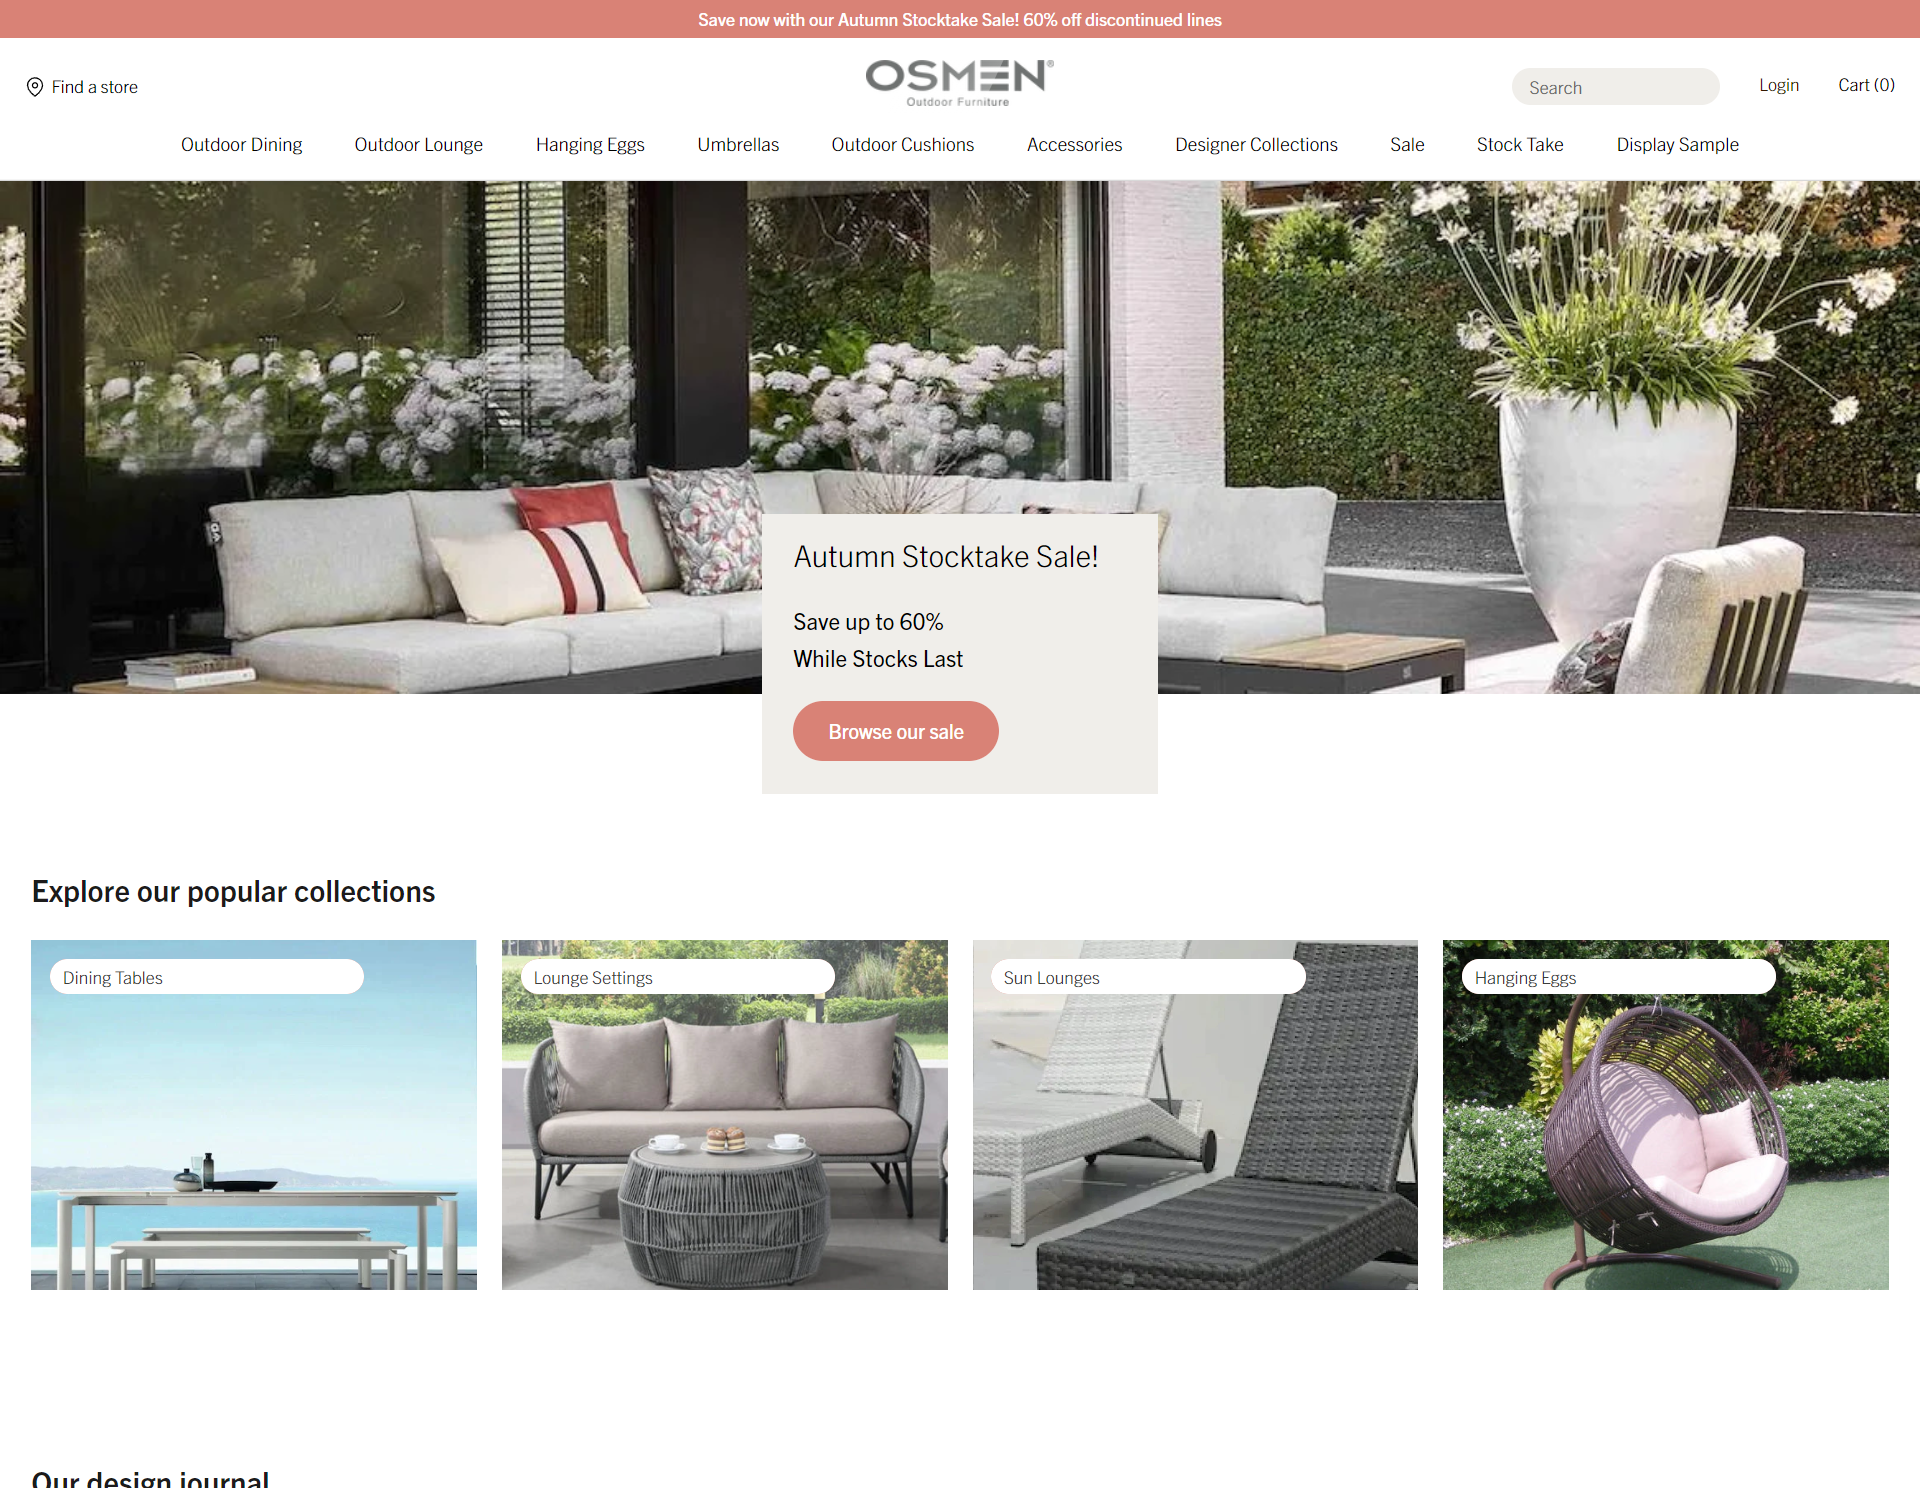 Save now with our Autumn Stocktake Sale! 60% off discontinued lines
Find a store
OSMEN®
Outdoor Furniture
Search
Login
Cart (0)
Outdoor Dining
Outdoor Lounge
Hanging Eggs
Umbrellas
Outdoor Cushions
Accessories
Designer Collections
Sale
Stock Take
Display Sample
Autumn Stocktake Sale!
Save up to 60%
While Stocks Last
Browse our sale
Explore our popular collections
Dining Tables
Lounge Settings
Sun Lounges
Hanging Eggs
Our design journal